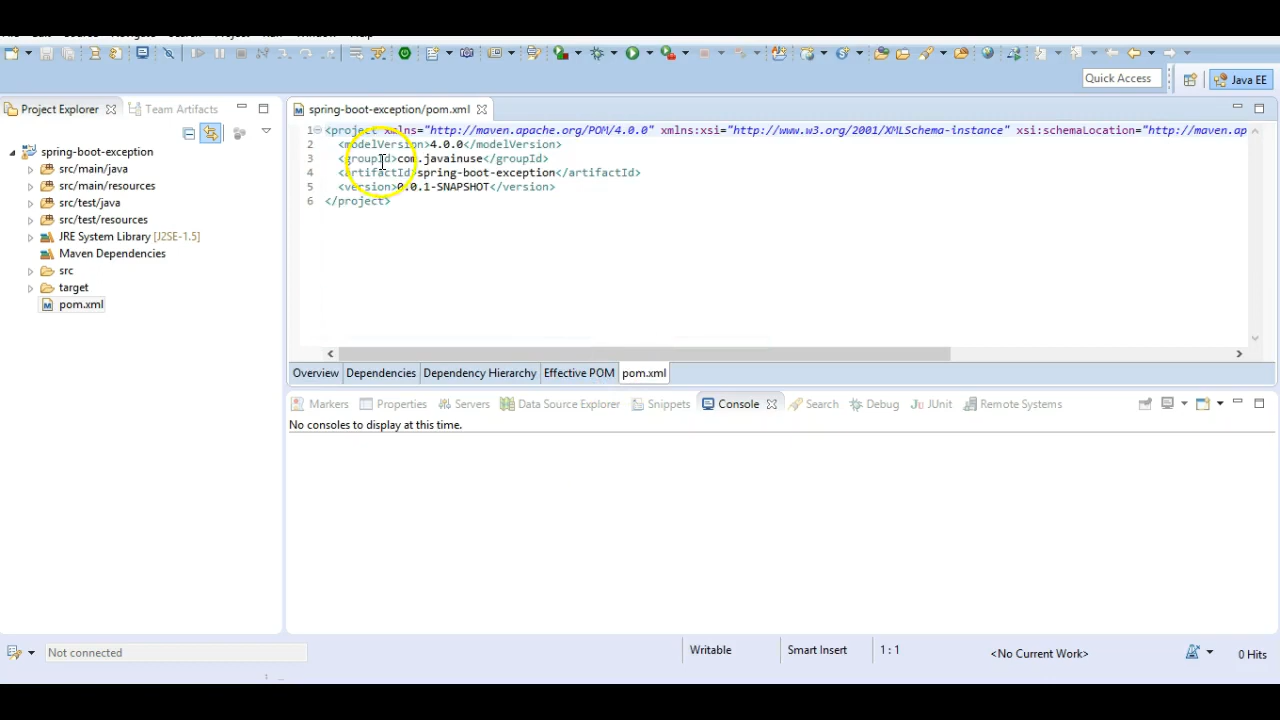 Quick Access
Java EE
Project Explorer
Team Artifacts
spring-boot-exception
src/main/java
src/main/resources
src/test/java
src/test/resources
JRE System Library [J2SE-1.5]
Maven Dependencies
src
target
pom.xml
spring-boot-exception/pom.xml
1 <project xmlns="http://maven.apache.org/POM/4.0.0" xmlns:xsi="http://www.w3.org/2001/XMLSchema-instance" xsi:schemaLocation="http://maven.ap
2 <modelVersion>4.0.0</modelVersion>
3 <groupId>com.javainuse</groupId>
4 <artifactId>spring-boot-exception</artifactId>
5 <version>0.0.1-SNAPSHOT</version>
6 </project>
Overview Dependencies Dependency Hierarchy Effective POM pom.xml
Markers Properties Servers Data Source Explorer Snippets Console Search Debug JUnit Remote Systems
No consoles to display at this time.
Not connected
Writable Smart Insert 1 : 1 <No Current Work> 0 Hits